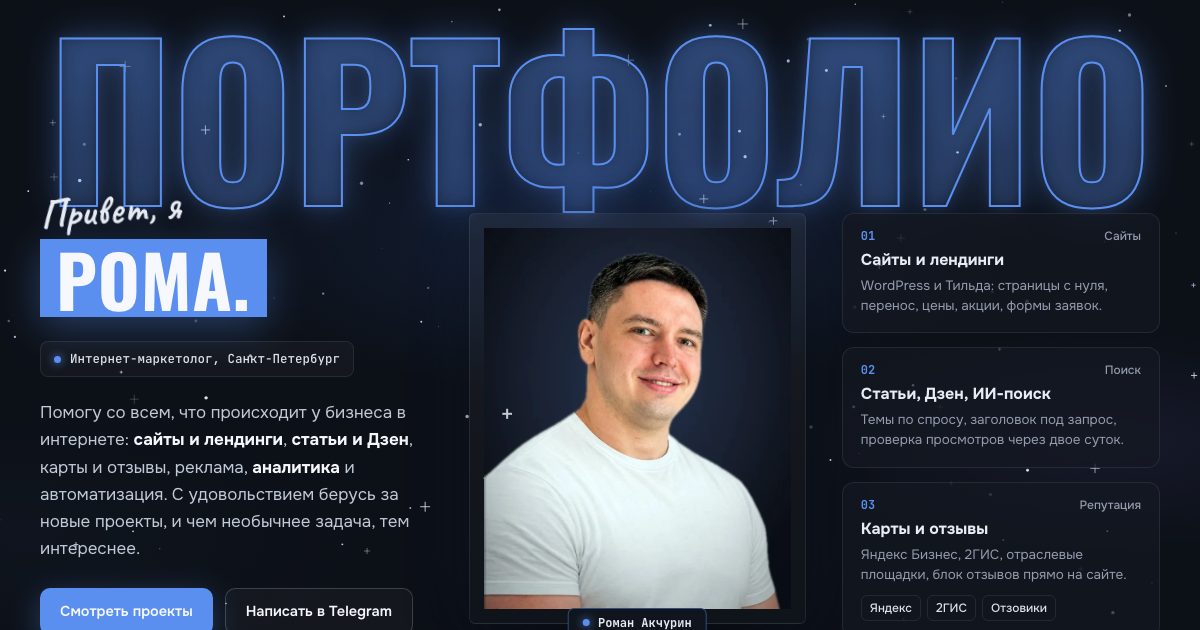 ПОРТФОЛИО
Привет, я
РОМА.
Интернет-маркетолог, Санкт-Петербург
Помогу со всем, что происходит у бизнеса в
интернете: сайты и лендинги, статьи и Дзен,
карты и отзывы, реклама, аналитика и
автоматизация. С удовольствием берусь за
новые проекты, и чем необычнее задача, тем
интереснее.
Смотреть проекты
Написать в Telegram
Роман Акчурин
01
Сайты
Сайты и лендинги
WordPress и Тильда: страницы с нуля,
перенос, цены, акции, формы заявок.
02
Поиск
Статьи, Дзен, ИИ-поиск
Темы по спросу, заголовок под запрос,
проверка просмотров через двое суток.
03
Репутация
Карты и отзывы
Яндекс Бизнес, 2ГИС, отраслевые
площадки, блок отзывов прямо на сайте.
Яндекс
2ГИС
Отзовики